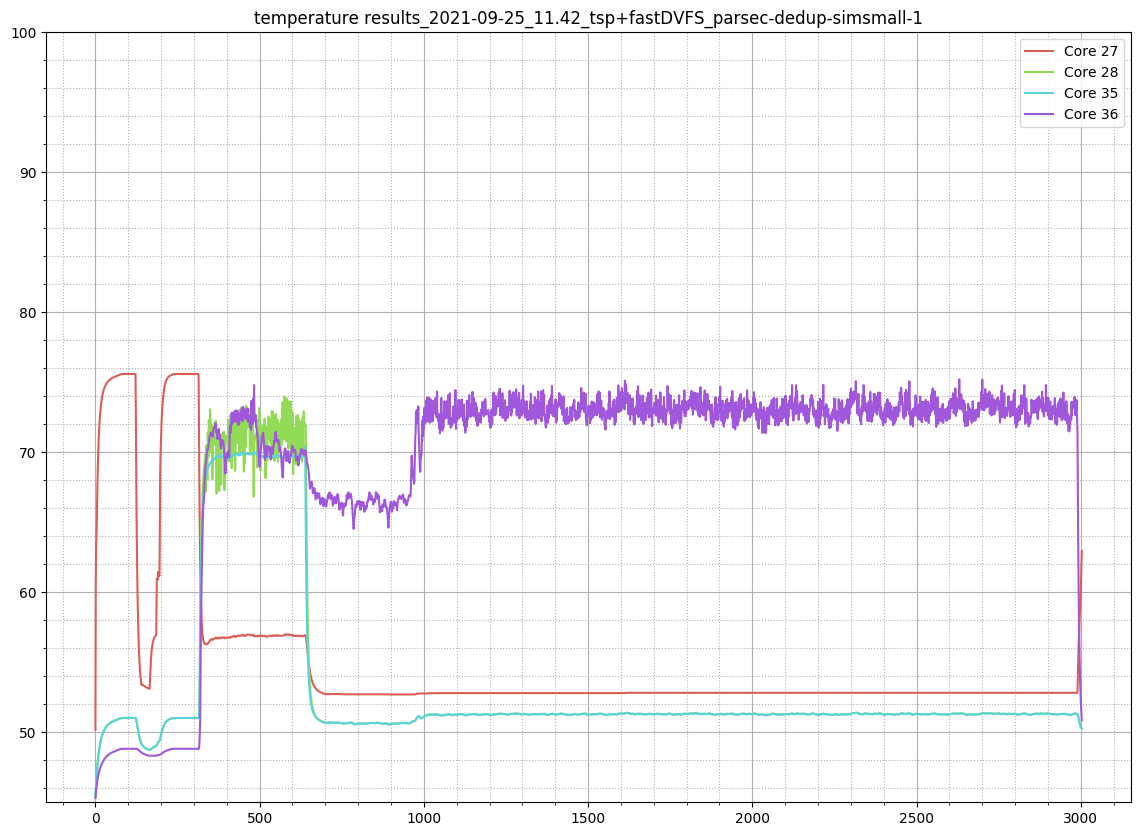 temperature results_2021-09-25_11.42_tsp+fastDVFS_parsec-dedup-simsmall-1
Core 27
Core 28
Core 35
Core 36
100
90
80
70
60
50
0 500 1000 1500 2000 2500 3000